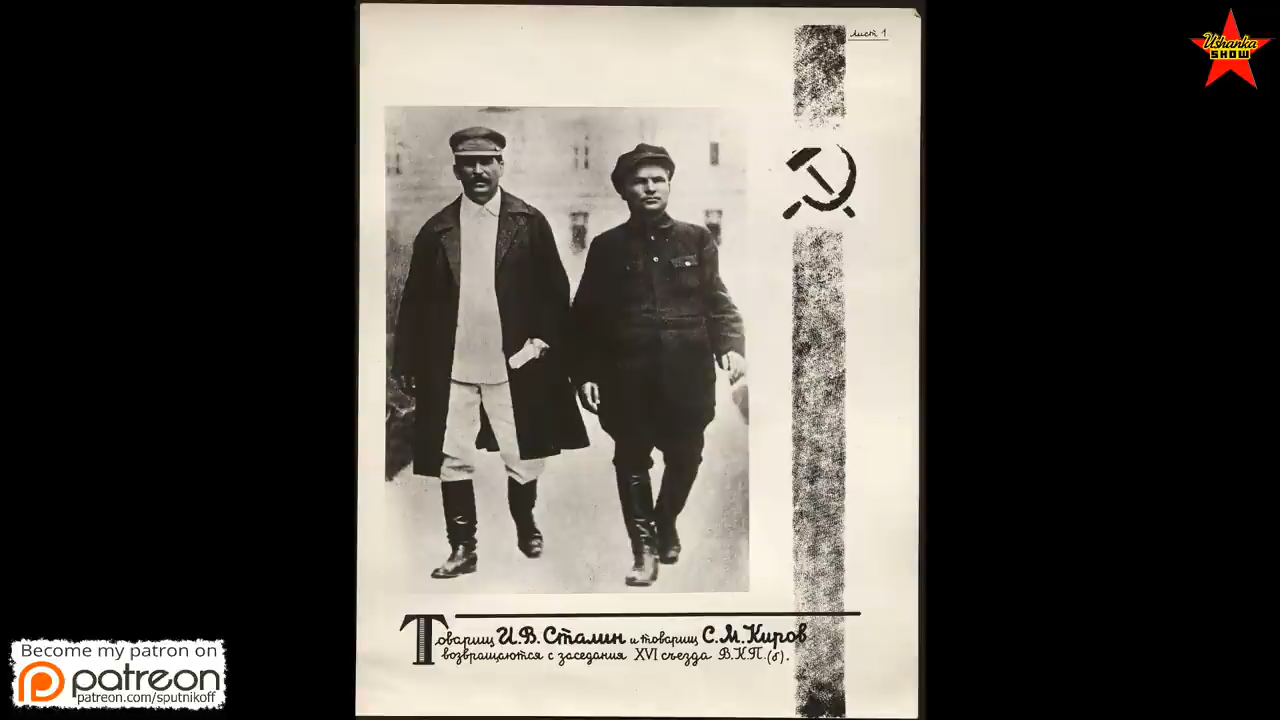 Ushanka
SHOW
лист 1
Товарищ И.В. Сталин и товарищ С.М. Киров
возвращаются с заседания XVI съезда В.К.П.(б).
Become my patron on
patreon
patreon.com/sputnikoff